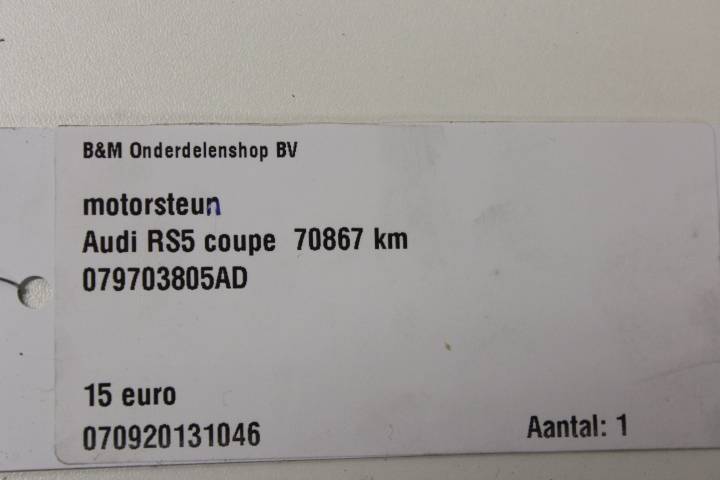 B&M Onderdelenshop BV
motorsteun
Audi RS5 coupe 70867 km
079703805AD
15 euro
070920131046
Aantal: 1